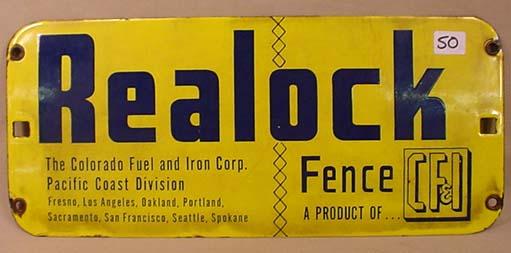 50
Realock
The Colorado Fuel and Iron Corp.
Pacific Coast Division
Fresno, Los Angeles, Oakland, Portland,
Sacramento, San Francisco, Seattle, Spokane
Fence
A PRODUCT OF...
CF&I